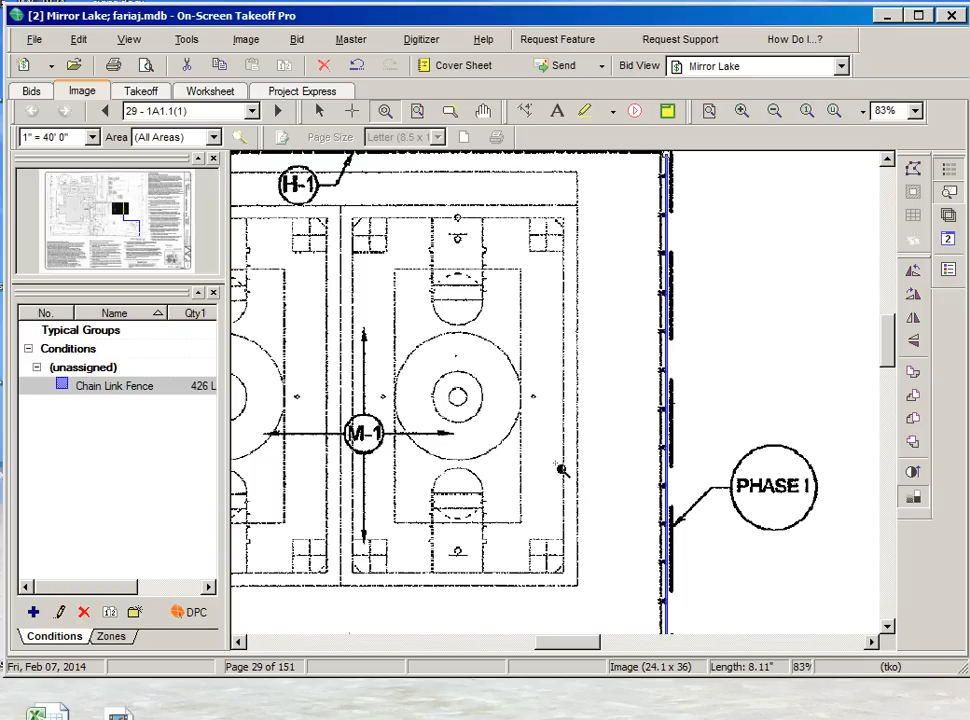 [2] Mirror Lake; fariaj.mdb - On-Screen Takeoff Pro
File Edit View Tools Image Bid Master Digitizer Help Request Feature Request Support How Do I...?
Cover Sheet Send Bid View Mirror Lake
Bids Image Takeoff Worksheet Project Express
29 - 1A1.1(1) 83%
1" = 40' 0" Area (All Areas) Page Size Letter (8.5 x 1
H-1
No. Name Qty1
Typical Groups
Conditions
(unassigned)
Chain Link Fence 426 L
M-1
PHASE I
2
DPC
Conditions Zones
Fri, Feb 07, 2014 Page 29 of 151 Image (24.1 x 36) Length: 8.11" 83% (tko)